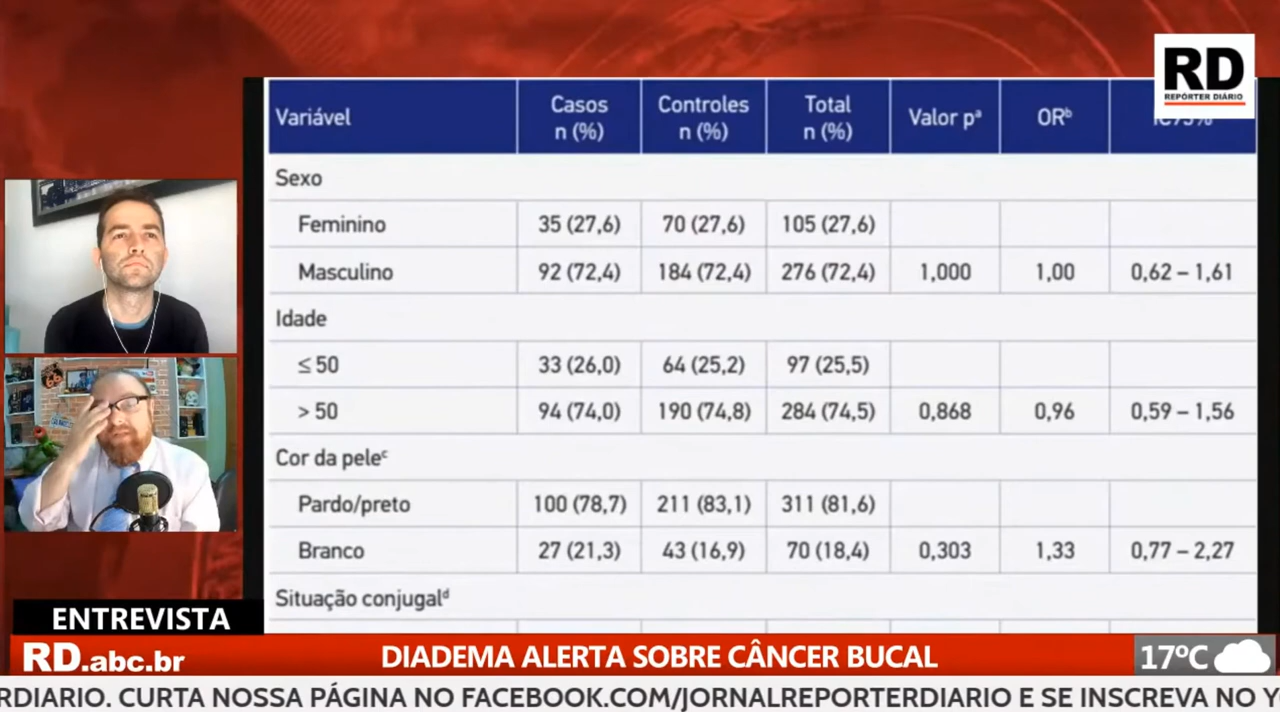 RD
REPÓRTER DIÁRIO
Variável Casos n (%) Controles n (%) Total n (%) Valor pª ORᵇ
Sexo
Feminino 35 (27,6) 70 (27,6) 105 (27,6)
Masculino 92 (72,4) 184 (72,4) 276 (72,4) 1,000 1,00 0,62 – 1,61
Idade
≤ 50 33 (26,0) 64 (25,2) 97 (25,5)
> 50 94 (74,0) 190 (74,8) 284 (74,5) 0,868 0,96 0,59 – 1,56
Cor da peleᶜ
Pardo/preto 100 (78,7) 211 (83,1) 311 (81,6)
Branco 27 (21,3) 43 (16,9) 70 (18,4) 0,303 1,33 0,77 – 2,27
Situação conjugalᵈ
ENTREVISTA
RD.abc.br DIADEMA ALERTA SOBRE CÂNCER BUCAL 17ºC
RDIARIO. CURTA NOSSA PÁGINA NO FACEBOOK.COM/JORNALREPORTERDIARIO E SE INSCREVA NO Y